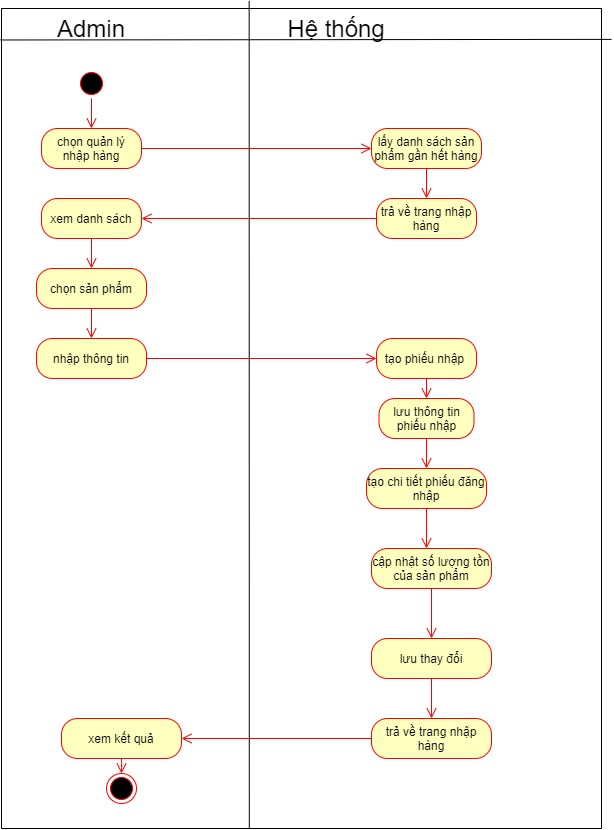 Admin
Hệ thống
chọn quản lý
nhập hàng
lấy danh sách sản
phẩm gần hết hàng
xem danh sách
trả về trang nhập
hàng
chọn sản phẩm
nhập thông tin
tạo phiếu nhập
lưu thông tin
phiếu nhập
tạo chi tiết phiếu đăng
nhập
cập nhật số lượng tồn
của sản phẩm
lưu thay đổi
xem kết quả
trả về trang nhập
hàng